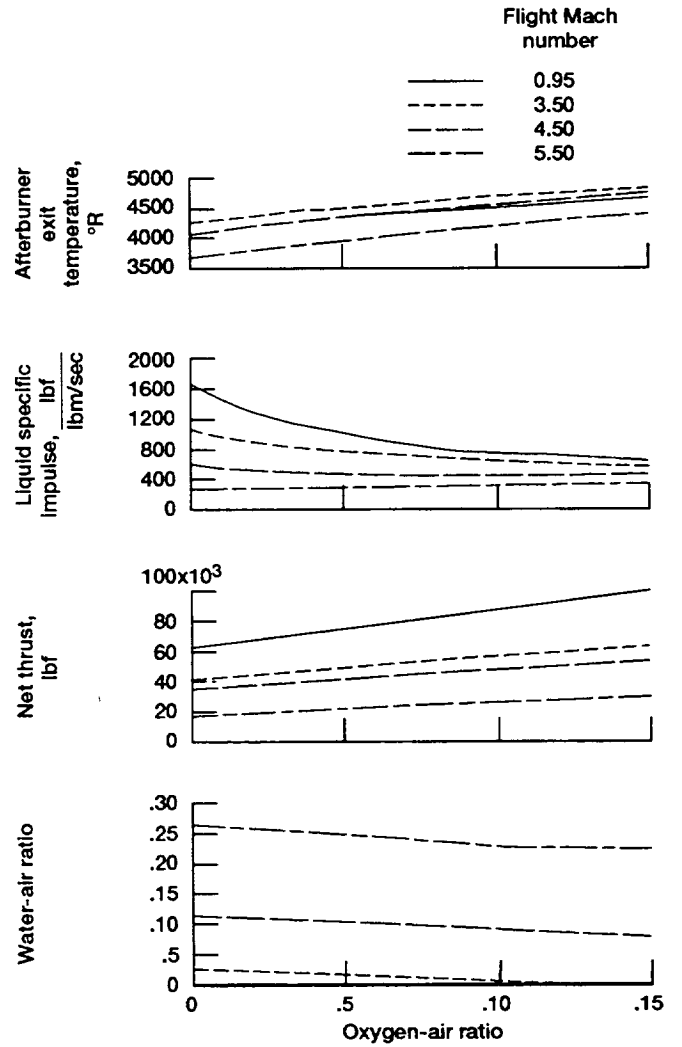 Flight Mach
number
0.95
3.50
4.50
5.50
Afterburner
exit
temperature,
°R
5000
4500
4000
3500
Liquid specific
impulse, lbf
lbm/sec
2000
1600
1200
800
400
0
Net thrust,
lbf
100x10³
80
60
40
20
0
Water-air ratio
.30
.25
.20
.15
.10
.5
0
0 .5 .10 .15
Oxygen-air ratio